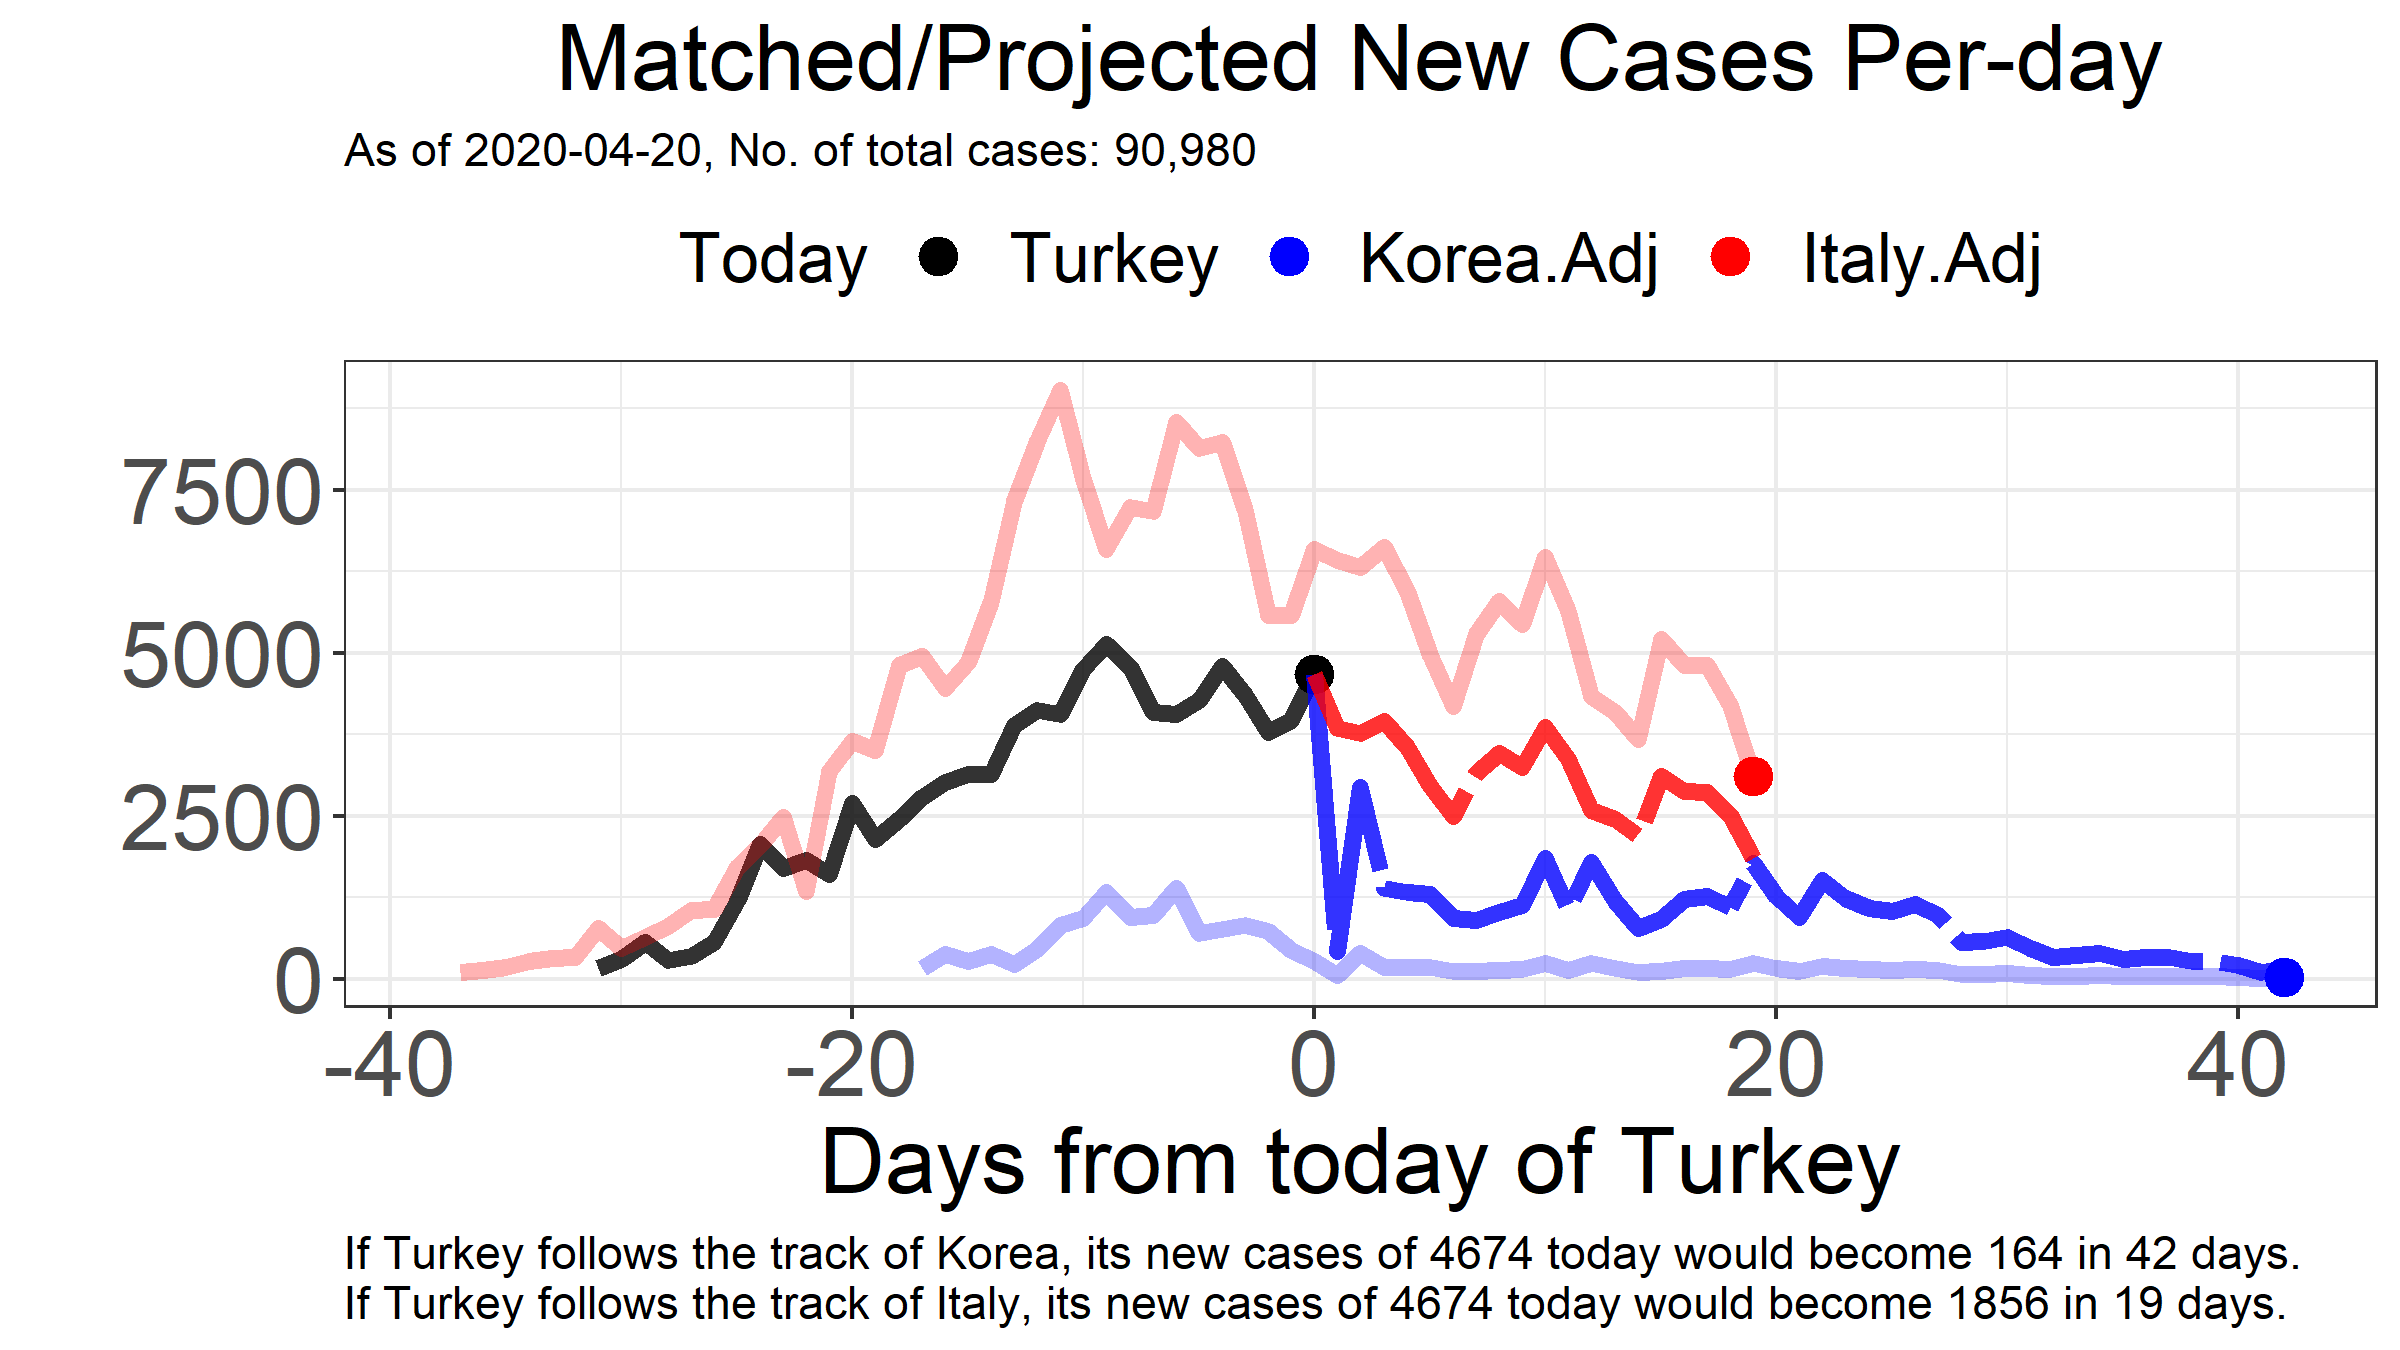 Matched/Projected New Cases Per-day
As of 2020-04-20, No. of total cases: 90,980
Today Turkey Korea.Adj Italy.Adj
7500
5000
2500
0
-40 -20 0 20 40
Days from today of Turkey
If Turkey follows the track of Korea, its new cases of 4674 today would become 164 in 42 days.
If Turkey follows the track of Italy, its new cases of 4674 today would become 1856 in 19 days.